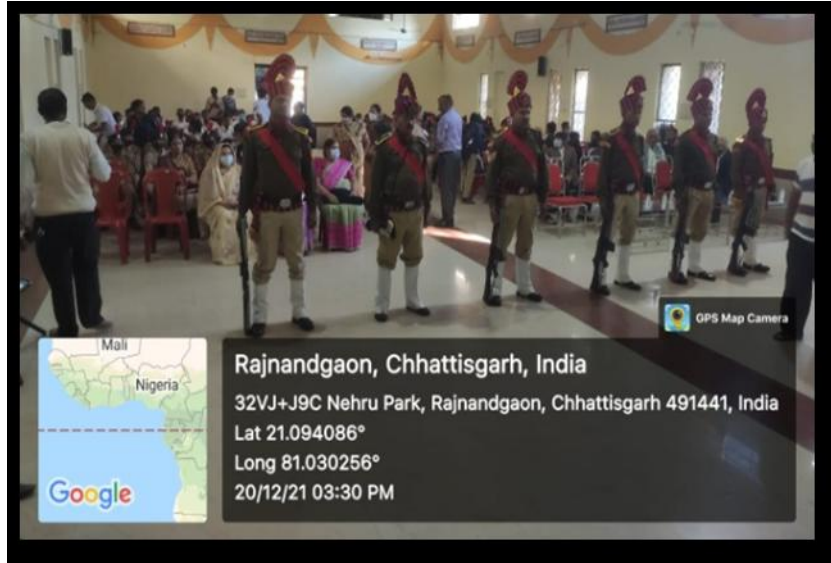 GPS Map Camera
Mali
Nigeria
Google
Rajnandgaon, Chhattisgarh, India
32VJ+J9C Nehru Park, Rajnandgaon, Chhattisgarh 491441, India
Lat 21.094086°
Long 81.030256°
20/12/21 03:30 PM